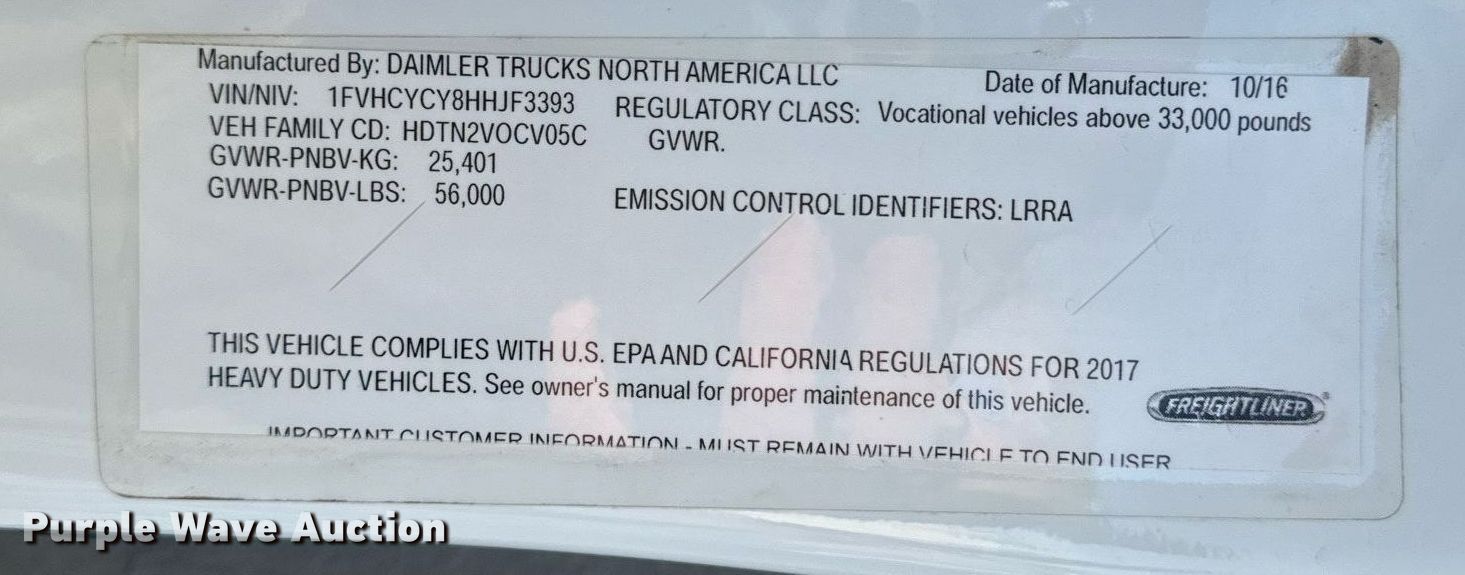 Manufactured By: DAIMLER TRUCKS NORTH AMERICA LLC
Date of Manufacture: 10/16
VIN/NIV: 1FVHCYCY8HHJF3393
REGULATORY CLASS: Vocational vehicles above 33,000 pounds
GVWR.
VEH FAMILY CD: HDTN2VOCV05C
GVWR-PNBV-KG: 25,401
GVWR-PNBV-LBS: 56,000
EMISSION CONTROL IDENTIFIERS: LRRA
THIS VEHICLE COMPLIES WITH U.S. EPA AND CALIFORNIA REGULATIONS FOR 2017
HEAVY DUTY VEHICLES. See owner's manual for proper maintenance of this vehicle.
FREIGHTLINER®
IMPORTANT CUSTOMER INFORMATION - MUST REMAIN WITH VEHICLE TO END USER
Purple Wave Auction